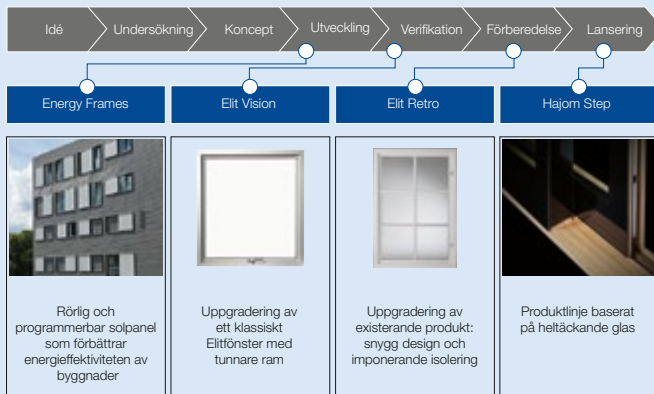 Idé
Undersökning
Koncept
Utveckling
Verifikation
Förberedelse
Lansering
Energy Frames
Elit Vision
Elit Retro
Hajom Step
Rörlig och
programmerbar solpanel
som förbättrar
energieffektiviteten av
byggnader
Uppgradering av
ett klassiskt
Elitfönster med
tunnare ram
Uppgradering av
existerande produkt:
snygg design och
imponerande isolering
Produktlinje baserat
på heltäckande glas